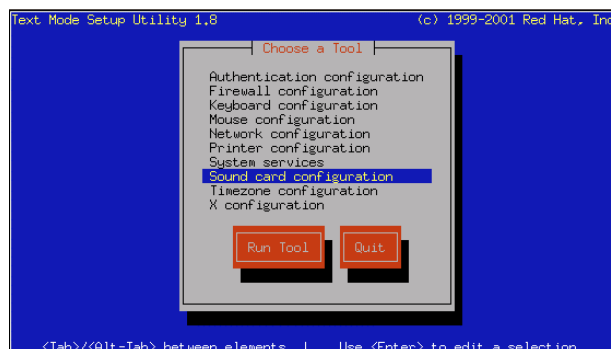 Text Mode Setup Utility 1.8 (c) 1999-2001 Red Hat, Inc
Choose a Tool
Authentication configuration
Firewall configuration
Keyboard configuration
Mouse configuration
Network configuration
Printer configuration
System services
Sound card configuration
Timezone configuration
X configuration
Run Tool Quit
<Tab>/<Alt-Tab> between elements | Use <Enter> to edit a selection